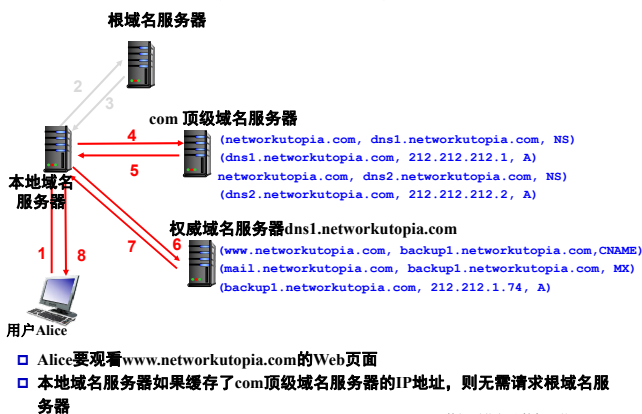 根域名服务器
2
3
com 顶级域名服务器
4
(networkutopia.com, dns1.networkutopia.com, NS)
(dns1.networkutopia.com, 212.212.212.1, A)
5
networkutopia.com, dns2.networkutopia.com, NS)
(dns2.networkutopia.com, 212.212.212.2, A)
本地域名
服务器
权威域名服务器dns1.networkutopia.com
1
8
7
6
(www.networkutopia.com, backup1.networkutopia.com,CNAME)
(mail.networkutopia.com, backup1.networkutopia.com, MX)
(backup1.networkutopia.com, 212.212.1.74, A)
用户Alice
Alice要观看www.networkutopia.com的Web页面
本地域名服务器如果缓存了com顶级域名服务器的IP地址，则无需请求根域名服
务器